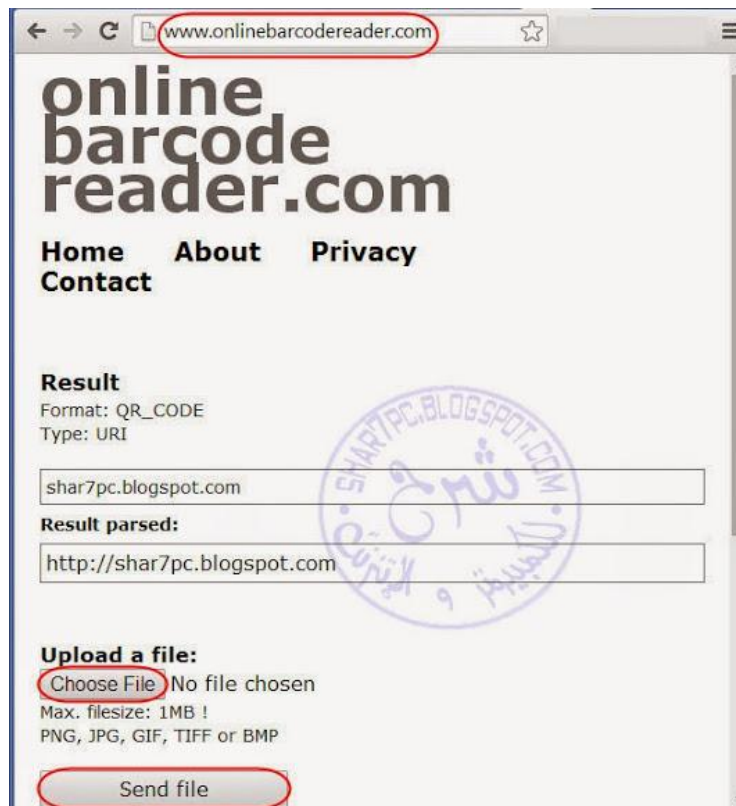 www.onlinebarcodereader.com
online
barcode
reader.com
Home About Privacy
Contact
Result
Format: QR_CODE
Type: URI
shar7pc.blogspot.com
Result parsed:
http://shar7pc.blogspot.com
SHAR7PC.BLOGSPOT.COM
شرح
Upload a file:
Choose File No file chosen
Max. filesize: 1MB !
PNG, JPG, GIF, TIFF or BMP
Send file